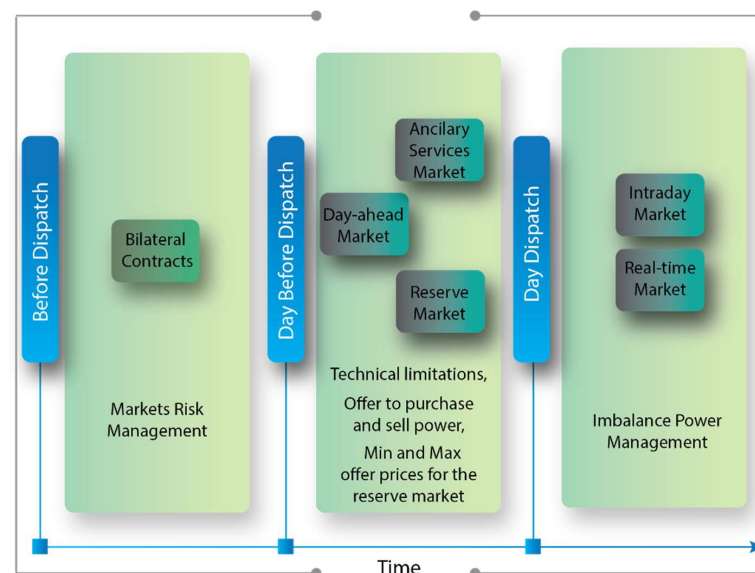 Before Dispatch
Bilateral
Contracts
Markets Risk
Management
Day Before Dispatch
Ancilary
Services
Market
Day-ahead
Market
Reserve
Market
Technical limitations,
Offer to purchase
and sell power,
Min and Max
offer prices for the
reserve market
Day Dispatch
Intraday
Market
Real-time
Market
Imbalance Power
Management
Time